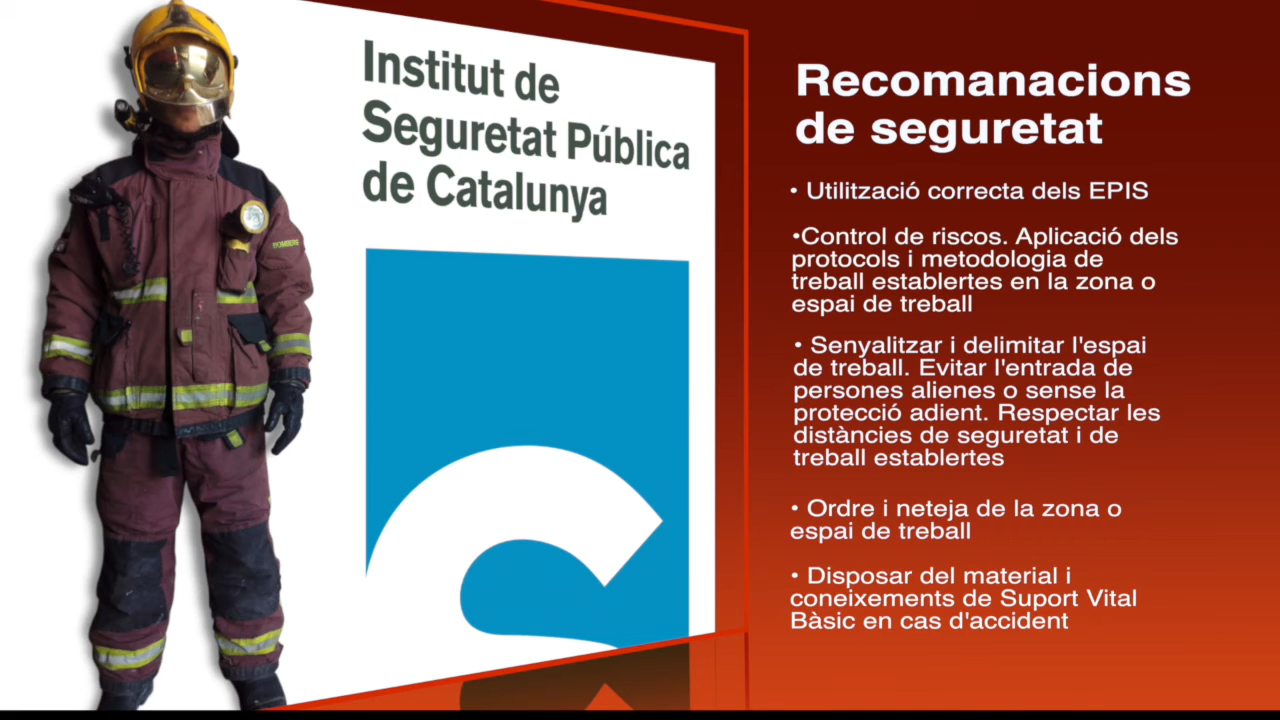 Institut de
Seguretat Pública
de Catalunya
BOMBERS
Recomanacions
de seguretat
• Utilització correcta dels EPIS
•Control de riscos. Aplicació dels
protocols i metodologia de
treball establertes en la zona o
espai de treball
• Senyalitzar i delimitar l'espai
de treball. Evitar l'entrada de
persones alienes o sense la
protecció adient. Respectar les
distàncies de seguretat i de
treball establertes
• Ordre i neteja de la zona o
espai de treball
• Disposar del material i
coneixements de Suport Vital
Bàsic en cas d'accident